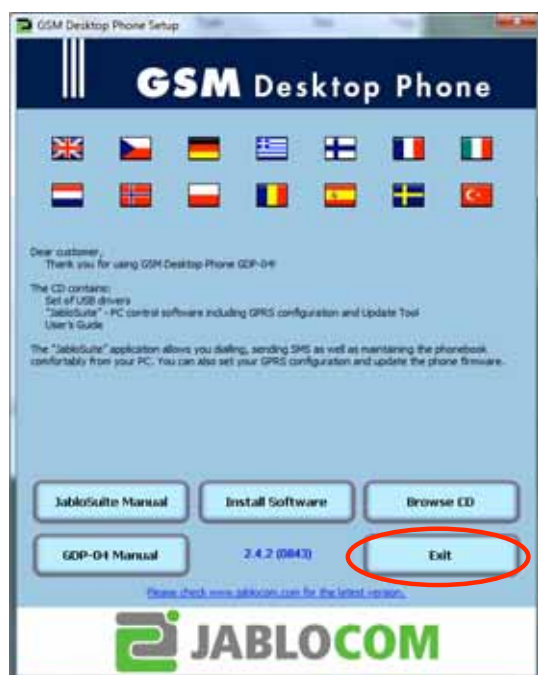 GSM Desktop Phone Setup
GSM Desktop Phone
Dear customer,
Thank you for using GSM Desktop Phone GDP-04!
The CD contains:
Set of USB drivers
"JabloSuite" - PC control software including GPRS configuration and Update Tool
User's Guide
The "JabloSuite" application allows you dialling, sending SMS as well as maintaining the phonebook
comfortably from your PC. You can also set your GPRS configuration and update the phone firmware.
JabloSuite Manual
Install Software
Browse CD
GDP-04 Manual
2.4.2 (0843)
Exit
Please check www.jablocom.com for the latest version.
JABLOCOM